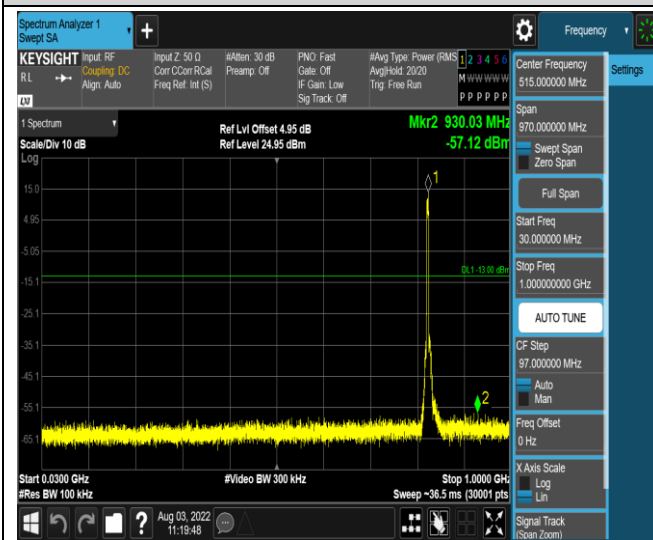 Spectrum Analyzer 1
Swept SA
Frequency
KEYSIGHT
RL
LXI
Input: RF
Coupling: DC
Align: Auto
Input Z: 50 Ω
Corr CCorr RCal
Freq Ref: Int (S)
#Atten: 30 dB
Preamp: Off
PNO: Fast
Gate: Off
IF Gain: Low
Sig Track: Off
#Avg Type: Power (RMS
Avg|Hold: 20/20
Trig: Free Run
1 2 3 4 5 6
M W W W W W
P P P P P P
Center Frequency
515.000000 MHz
Settings
Span
970.000000 MHz
Swept Span
Zero Span
Full Span
Start Freq
30.000000 MHz
Stop Freq
1.000000000 GHz
AUTO TUNE
CF Step
97.000000 MHz
Auto
Man
Freq Offset
0 Hz
X Axis Scale
Log
Lin
Signal Track
(Span Zoom)
1 Spectrum
Scale/Div 10 dB
Log
Ref Lvl Offset 4.95 dB
Ref Level 24.95 dBm
Mkr2 930.03 MHz
-57.12 dBm
1
15.0
4.95
-5.05
DL1 -13.00 dBm
-15.1
-25.1
-35.1
-45.1
-55.1
2
-65.1
Start 0.0300 GHz
#Res BW 100 kHz
#Video BW 300 kHz
Stop 1.0000 GHz
Sweep ~36.5 ms (30001 pts
?
Aug 03, 2022
11:19:48